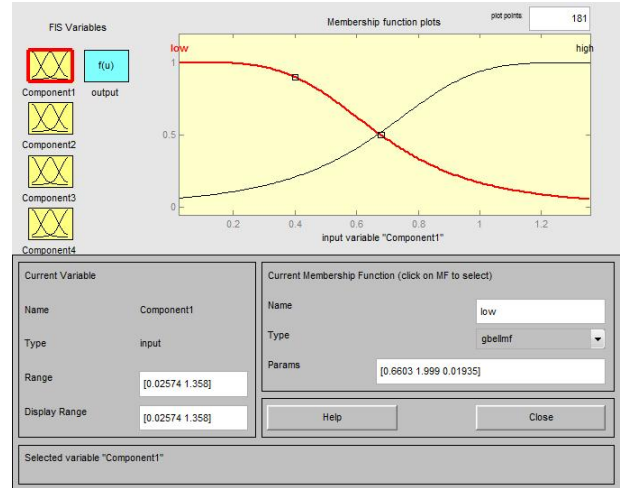 FIS Variables
Membership function plots
plot points:
181
f(u)
Component1
output
Component2
Component3
Component4
low
high
1
0.5
0
0.2
0.4
0.6
0.8
1
1.2
input variable "Component1"
Current Variable
Name
Component1
Type
input
Range
[0.02574 1.358]
Display Range
[0.02574 1.358]
Current Membership Function (click on MF to select)
Name
low
Type
gbellmf
Params
[0.6603 1.999 0.01935]
Help
Close
Selected variable "Component1"